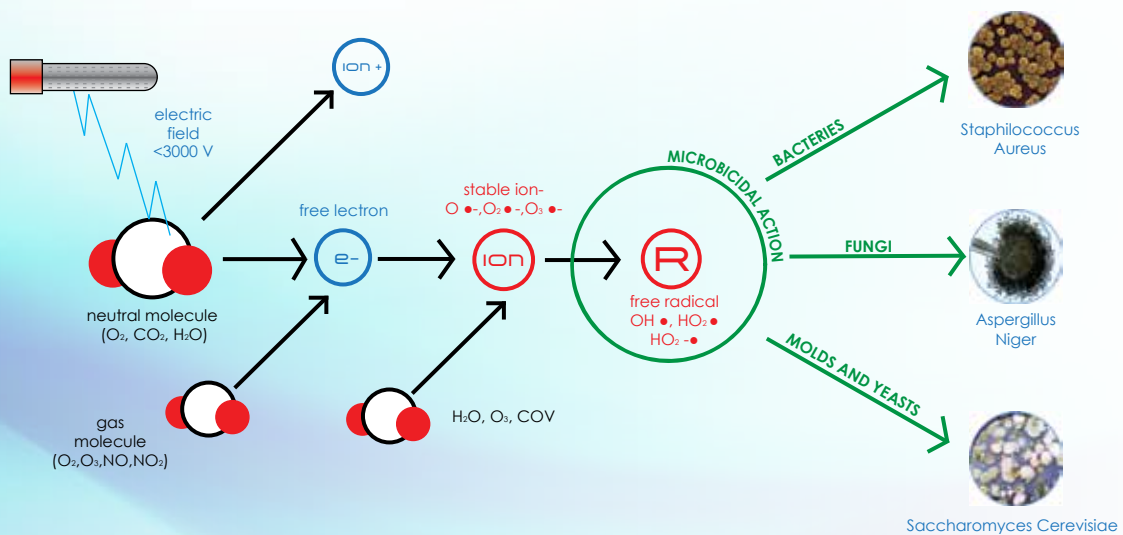 ion +
electric
field
<3000 V
neutral molecule
(O₂, CO₂, H₂O)
free lectron
e-
gas
molecule
(O₂,O₃,NO,NO₂)
stable ion-
O ●-,O₂ ●-,O₃ ●-
ion
H₂O, O₃, COV
MICROBICIDAL ACTION
R
free radical
OH ●, HO₂ ●
HO₂ -●
BACTERIES
Staphilococcus
Aureus
FUNGI
Aspergillus
Niger
MOLDS AND YEASTS
Saccharomyces Cerevisiae